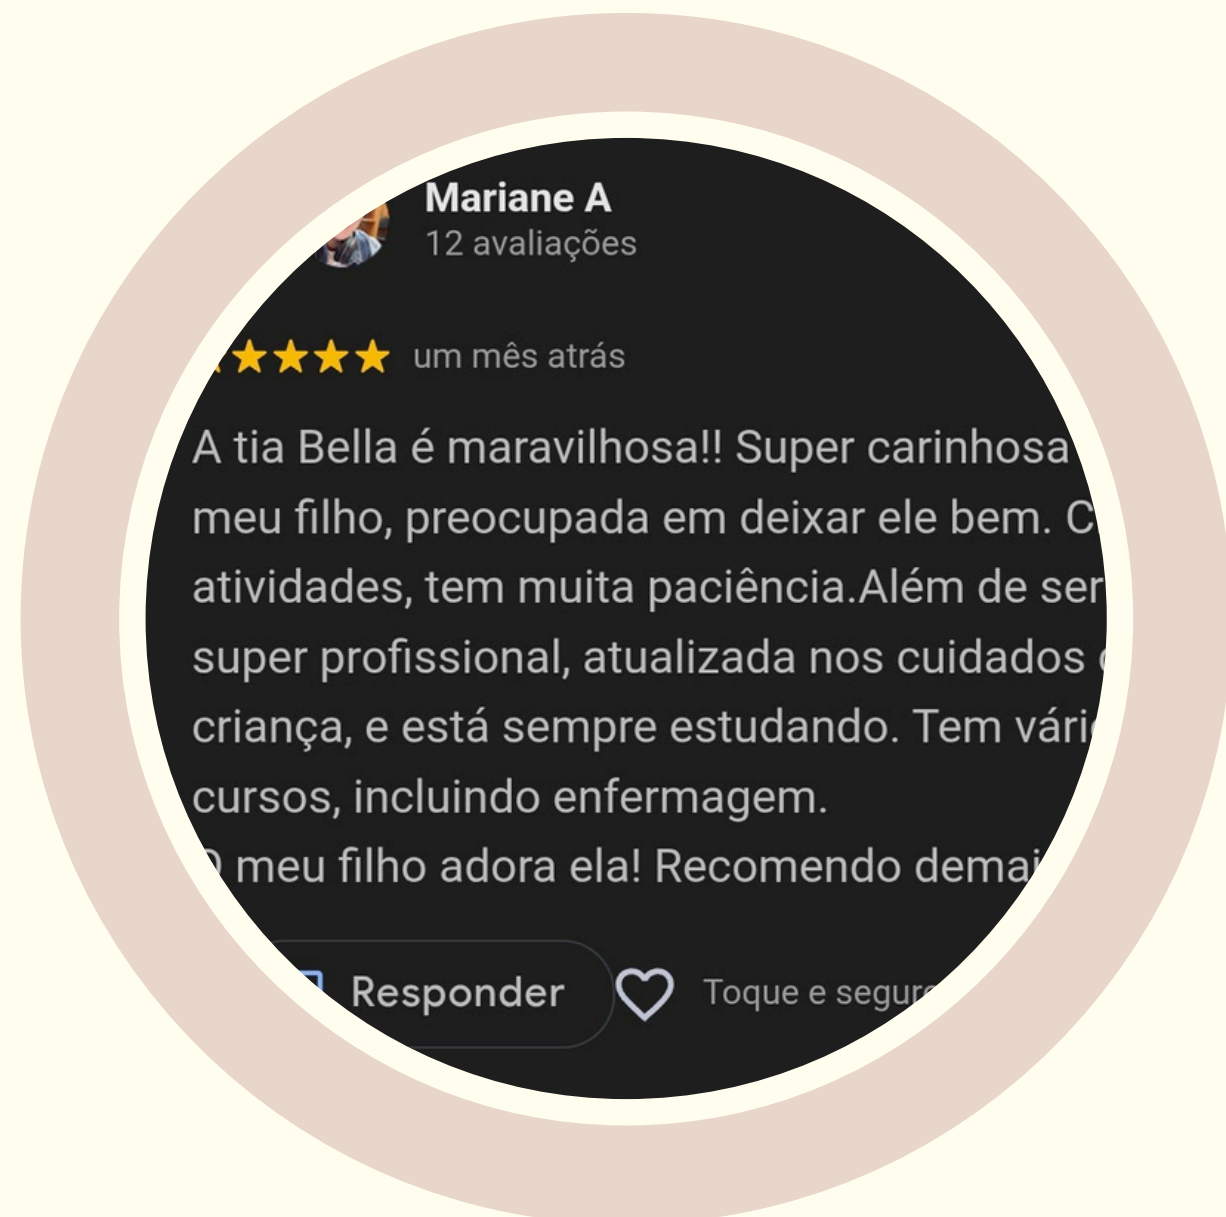 Mariane A
12 avaliações
um mês atrás
A tia Bella é maravilhosa!! Super carinhosa
meu filho, preocupada em deixar ele bem.
atividades, tem muita paciência.Além de ser
super profissional, atualizada nos cuidados
criança, e está sempre estudando. Tem
cursos, incluindo enfermagem.
meu filho adora ela! Recomendo
Responder
Toque e